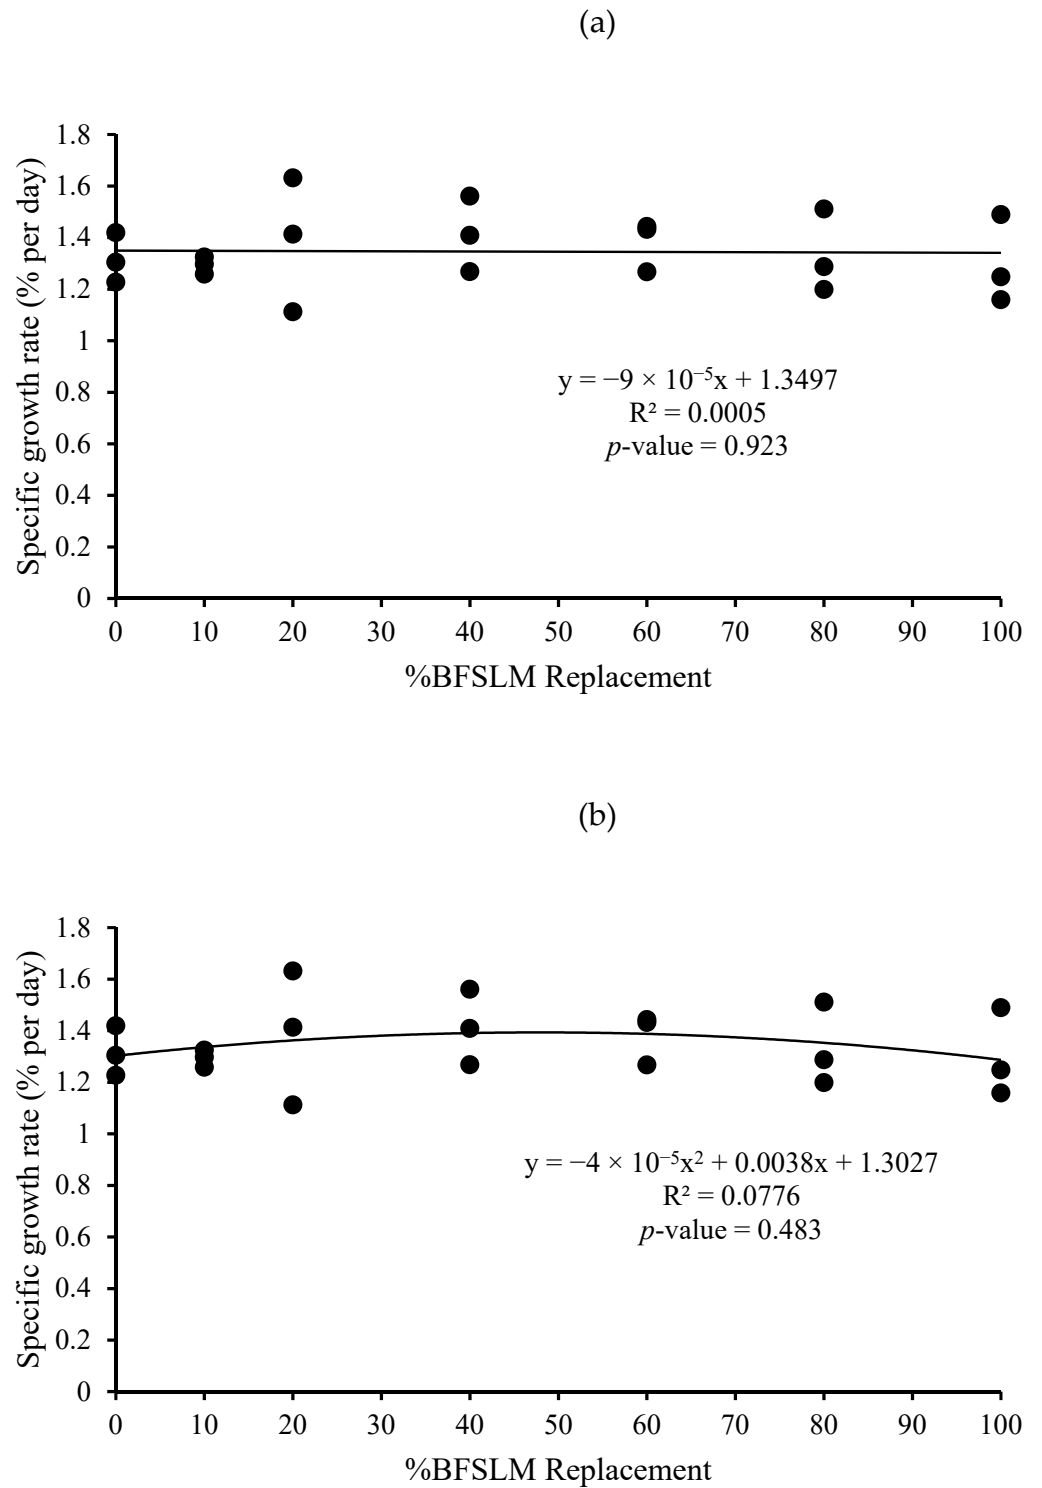 (a)
Specific growth rate (% per day)
1.8
1.6
1.4
1.2
1
0.8
0.6
0.4
0.2
0
y = −9 × 10⁻⁵x + 1.3497
R² = 0.0005
p-value = 0.923
0 10 20 30 40 50 60 70 80 90 100
%BFSLM Replacement
(b)
Specific growth rate (% per day)
1.8
1.6
1.4
1.2
1
0.8
0.6
0.4
0.2
0
y = −4 × 10⁻⁵x² + 0.0038x + 1.3027
R² = 0.0776
p-value = 0.483
0 10 20 30 40 50 60 70 80 90 100
%BFSLM Replacement